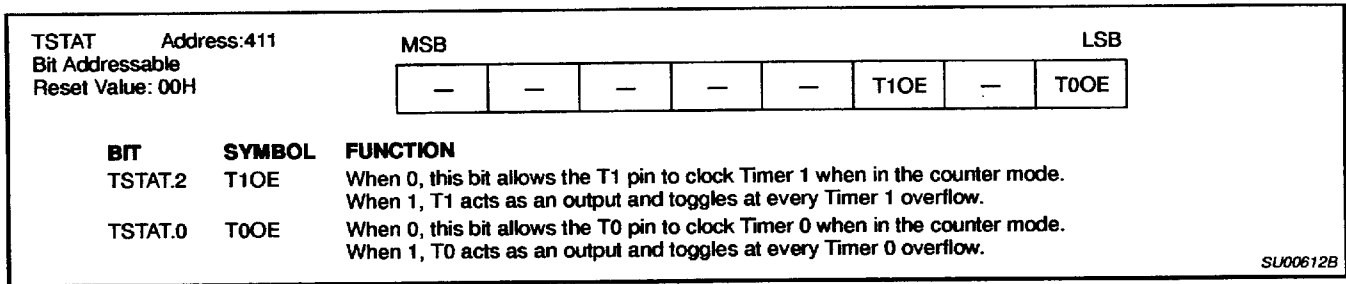 TSTAT Address:411 MSB LSB
Bit Addressable
Reset Value: 00H
— — — — — T1OE — T0OE
BIT SYMBOL FUNCTION
TSTAT.2 T1OE When 0, this bit allows the T1 pin to clock Timer 1 when in the counter mode.
When 1, T1 acts as an output and toggles at every Timer 1 overflow.
TSTAT.0 T0OE When 0, this bit allows the T0 pin to clock Timer 0 when in the counter mode.
When 1, T0 acts as an output and toggles at every Timer 0 overflow.
SU00612B